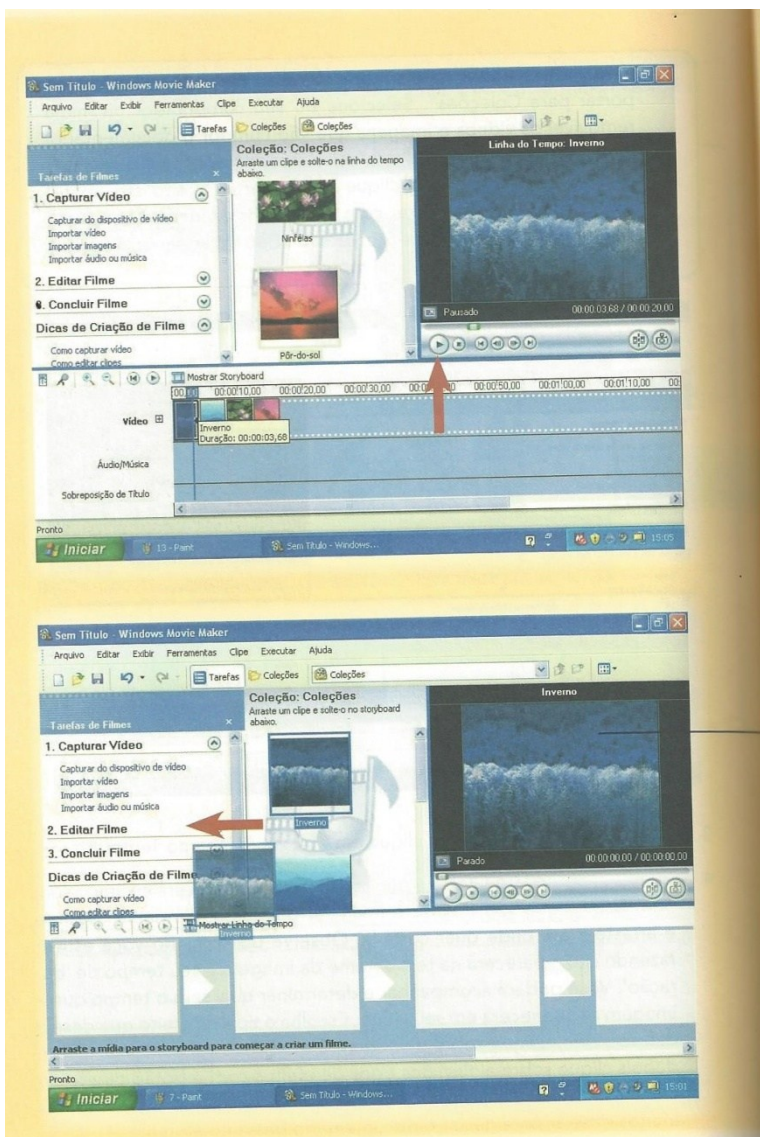 Sem Título - Windows Movie Maker
Arquivo Editar Exibir Ferramentas Clipe Executar Ajuda
Tarefas Coleções Coleções
Tarefas de Filmes
1. Capturar Vídeo
Capturar do dispositivo de vídeo
Importar vídeo
Importar imagens
Importar áudio ou música
2. Editar Filme
Concluir Filme
Dicas de Criação de Filme
Como capturar vídeo
Como editar clipes
Coleção: Coleções
Arraste um clipe e solte-o na linha do tempo
abaixo.
Ninféias
Pôr-do-sol
Linha do Tempo: Inverno
Pausado 00:00:03,68 / 00:00:20,00
Mostrar Storyboard
00:00:10,00 00:00:20,00 00:00:30,00 00:00:50,00 00:01:00,00 00:01:10,00
Vídeo
Inverno
Duração: 00:00:03,68
Áudio/Música
Sobreposição de Título
Pronto
Iniciar 13 - Paint Sem Título - Windows... 15:05
Sem Título - Windows Movie Maker
Arquivo Editar Exibir Ferramentas Clipe Executar Ajuda
Tarefas Coleções Coleções
Tarefas de Filmes
1. Capturar Vídeo
Capturar do dispositivo de vídeo
Importar vídeo
Importar imagens
Importar áudio ou música
2. Editar Filme
3. Concluir Filme
Dicas de Criação de Filme
Como capturar vídeo
Como editar clipes
Coleção: Coleções
Arraste um clipe e solte-o no storyboard
abaixo.
Inverno
Inverno
Parado 00:00:00,00 / 00:00:00,00
Mostrar Linha do Tempo
Inverno
Arraste a mídia para o storyboard para começar a criar um filme.
Pronto
Iniciar 7 - Paint Sem Título - Windows... 15:01